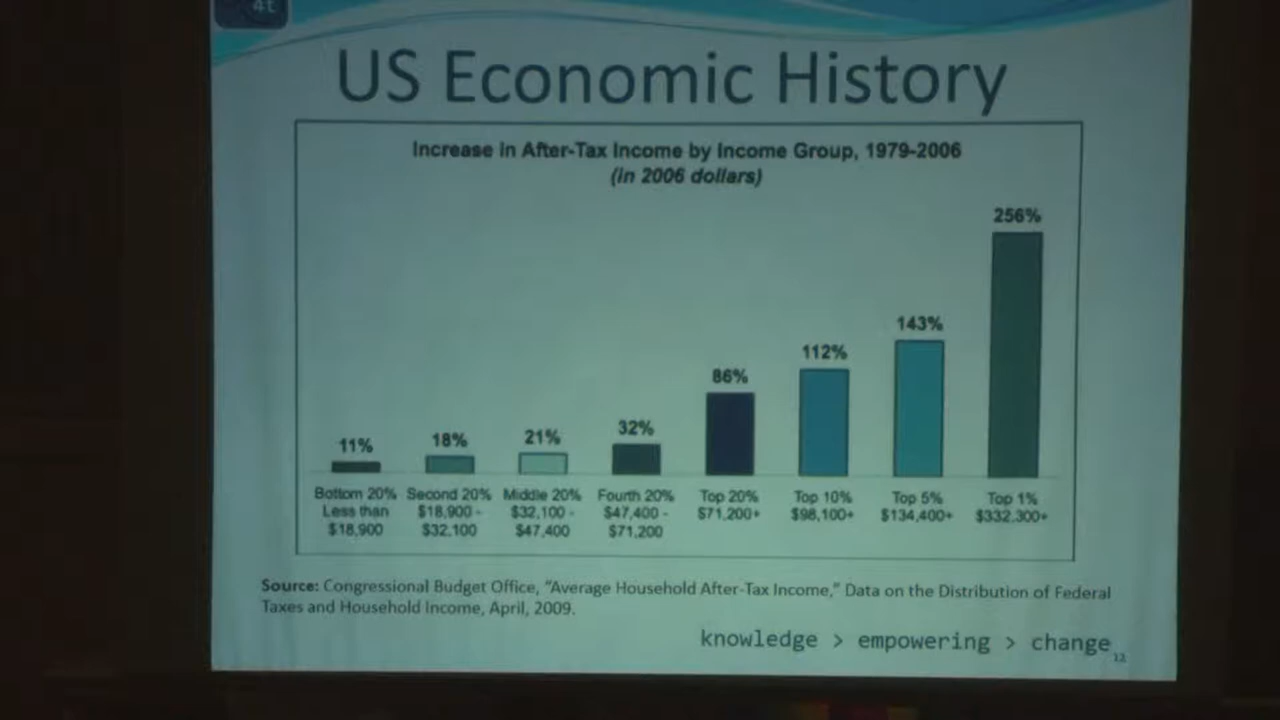 4t
US Economic History
Increase in After-Tax Income by Income Group, 1979-2006
(in 2006 dollars)
256%
143%
112%
86%
32%
21%
18%
11%
Bottom 20% Second 20% Middle 20% Fourth 20% Top 20% Top 10% Top 5% Top 1%
Less than $18,900 - $32,100 - $47,400 - $71,200+ $98,100+ $134,400+ $332,300+
$18,900 $32,100 $47,400 $71,200
Source: Congressional Budget Office, "Average Household After-Tax Income," Data on the Distribution of Federal
Taxes and Household Income, April, 2009.
knowledge > empowering > change
12